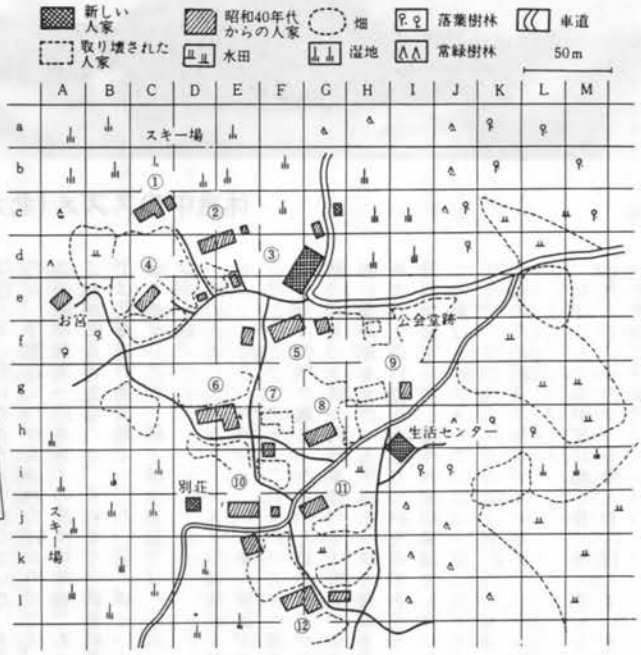 新しい人家
昭和40年代からの人家
畑
落葉樹林
車道
取り壊された人家
水田
湿地
常緑樹林
50m
A B C D E F G H I J K L M
a
スキー場
b
①
c
②
d
③
④
e
お宮
公会堂跡
f
⑤
⑨
g
⑥
⑦
⑧
h
生活センター
別荘
⑩
⑪
j
スキー場
k
l
⑫